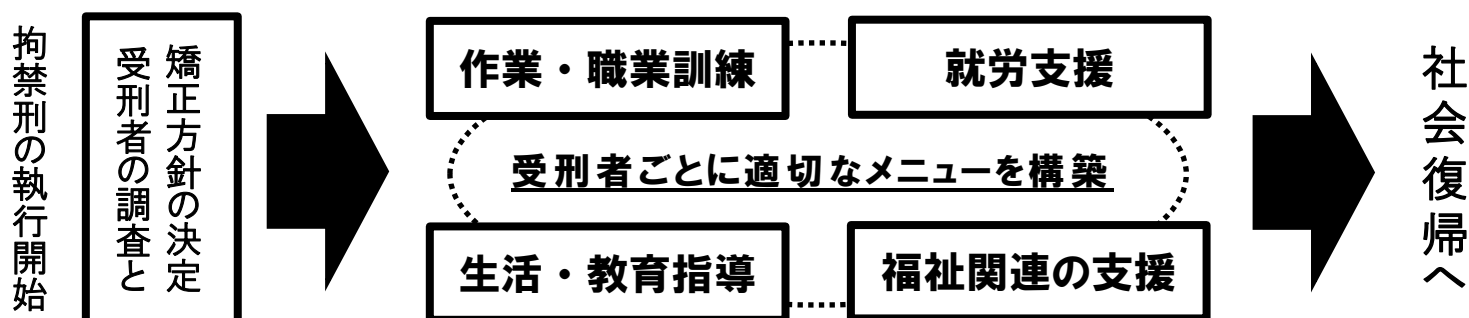 拘禁刑の執行開始
矯正方針の決定
受刑者の調査と
作業・職業訓練
就労支援
受刑者ごとに適切なメニューを構築
生活・教育指導
福祉関連の支援
社会復帰へ